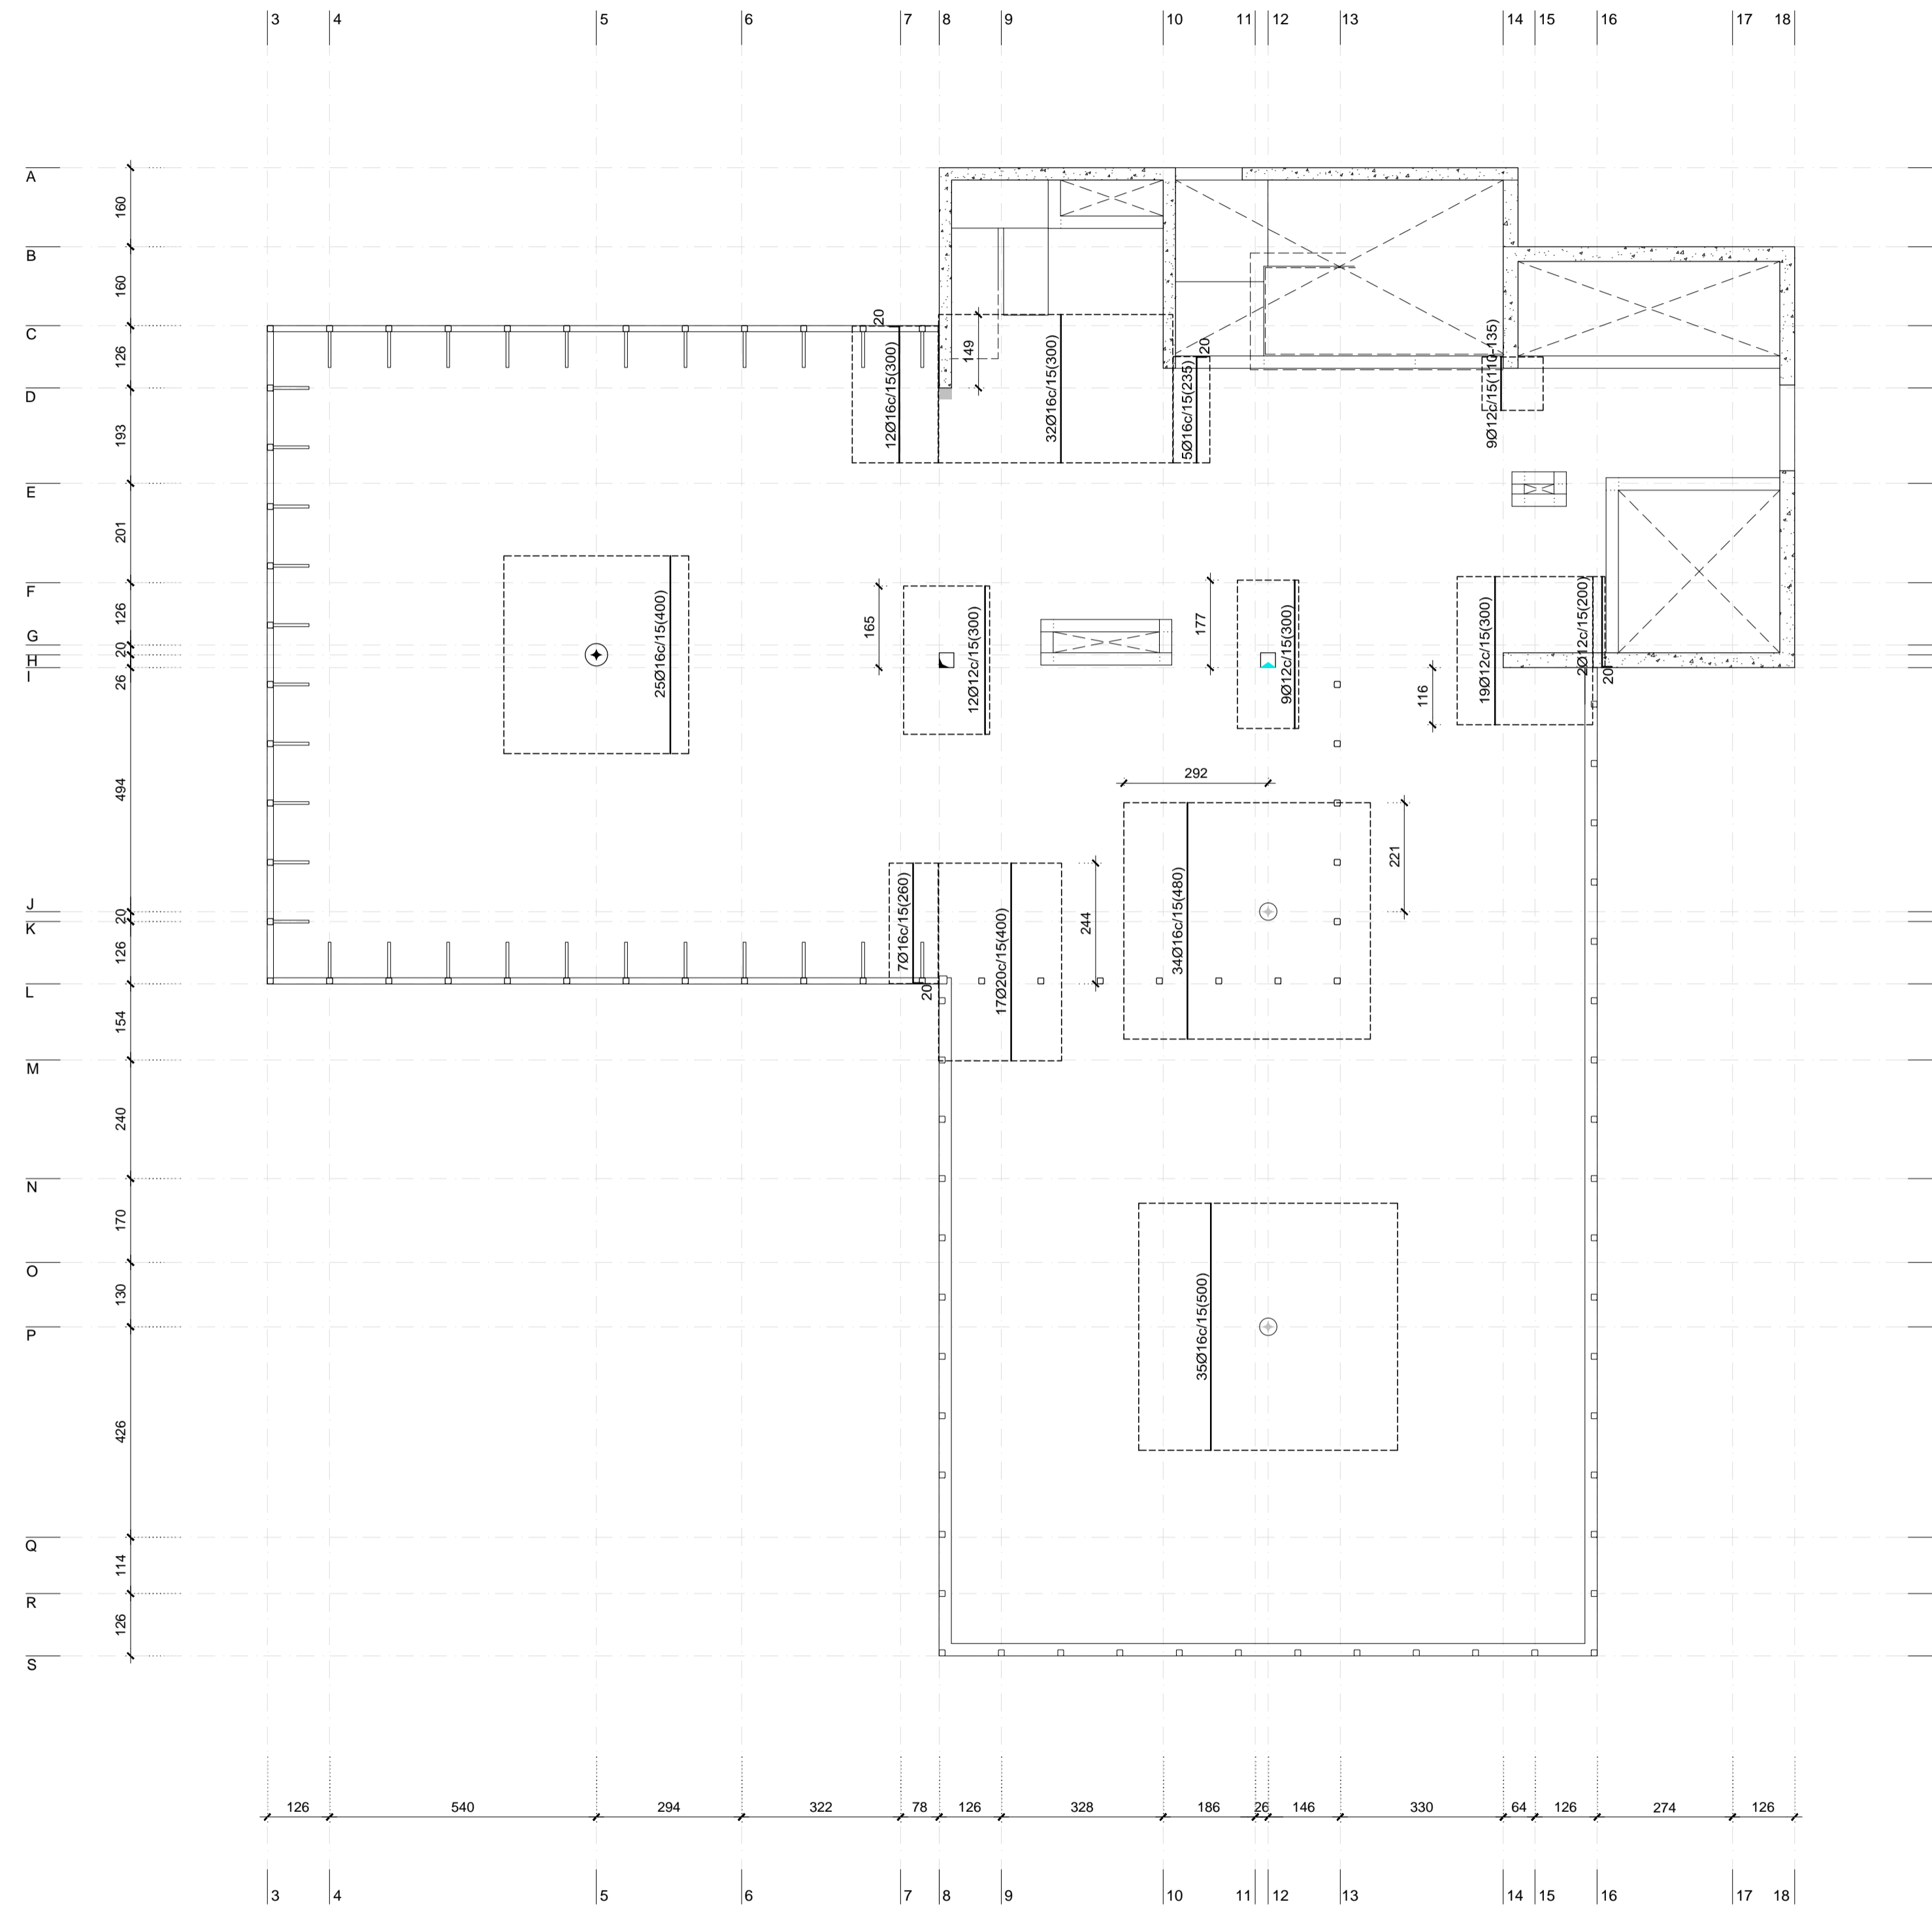 3 4 5 6 7 8 9 10 11 12 13 14 15 16 17 18
A
160
B
160
C
126
D
193
E
201
F
126
G
20
H
26
I
494
J
20
K
126
L
154
M
240
N
170
O
130
P
426
Q
114
R
126
S
20
12Ø16c/15(300)
149
32Ø16c/15(300)
5Ø16c/15(235)
20
9Ø12c/15(110-135)
25Ø16c/15(400)
165
12Ø12c/15(300)
177
9Ø12c/15(300)
19Ø12c/15(300)
2Ø12c/15(200)
20
116
292
221
34Ø16c/15(480)
7Ø16c/15(260)
20
17Ø20c/15(400)
244
35Ø16c/15(500)
126 540 294 322 78 126 328 186 26 146 330 64 126 274 126
3 4 5 6 7 8 9 10 11 12 13 14 15 16 17 18